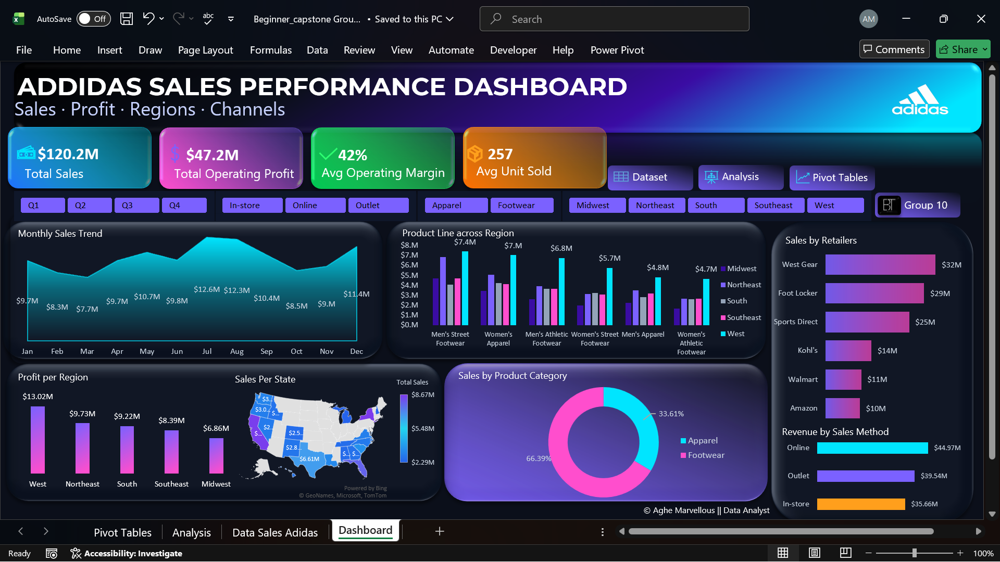 AutoSave Off abc Beginner_capstone Grou... • Saved to this PC Search AM
File Home Insert Draw Page Layout Formulas Data Review View Automate Developer Help Power Pivot Comments Share
ADDIDAS SALES PERFORMANCE DASHBOARD
Sales · Profit · Regions · Channels
adidas
$120.2M
Total Sales
$47.2M
Total Operating Profit
42%
Avg Operating Margin
257
Avg Unit Sold
Dataset
Analysis
Pivot Tables
Q1 Q2 Q3 Q4
In-store Online Outlet
Apparel Footwear
Midwest Northeast South Southeast West
Group 10
Monthly Sales Trend
$9.7M $8.3M $7.7M $9.7M $10.7M $9.8M $12.6M $12.3M $10.4M $8.5M $9.M $11.4M
Jan Feb Mar Apr May Jun Jul Aug Sep Oct Nov Dec
Product Line across Region
$8.M
$7.M
$6.M
$5.M
$4.M
$3.M
$2.M
$1.M
$0.M
$7.4M $7.M $6.8M $5.7M $4.8M $4.7M
Men's Street Footwear
Women's Apparel
Men's Athletic Footwear
Women's Street Footwear
Men's Apparel
Women's Athletic Footwear
Midwest
Northeast
South
Southeast
West
Sales by Retailers
West Gear $32M
Foot Locker $29M
Sports Direct $25M
Kohl's $14M
Walmart $11M
Amazon $10M
Profit per Region
$13.02M $9.73M $9.22M $8.39M $6.86M
West Northeast South Southeast Midwest
Sales Per State
Total Sales
$8.67M
$5.48M
$2.29M
$3...
$3.0...
$...
$2...
$...
$2.5...
$2.8...
$6.61M
$...
$...
Powered by Bing
© GeoNames, Microsoft, TomTom
Sales by Product Category
33.61%
66.39%
Apparel
Footwear
Revenue by Sales Method
Online $44.97M
Outlet $39.54M
In-store $35.66M
© Aghe Marvellous || Data Analyst
Pivot Tables Analysis Data Sales Adidas Dashboard
Ready Accessibility: Investigate 100%